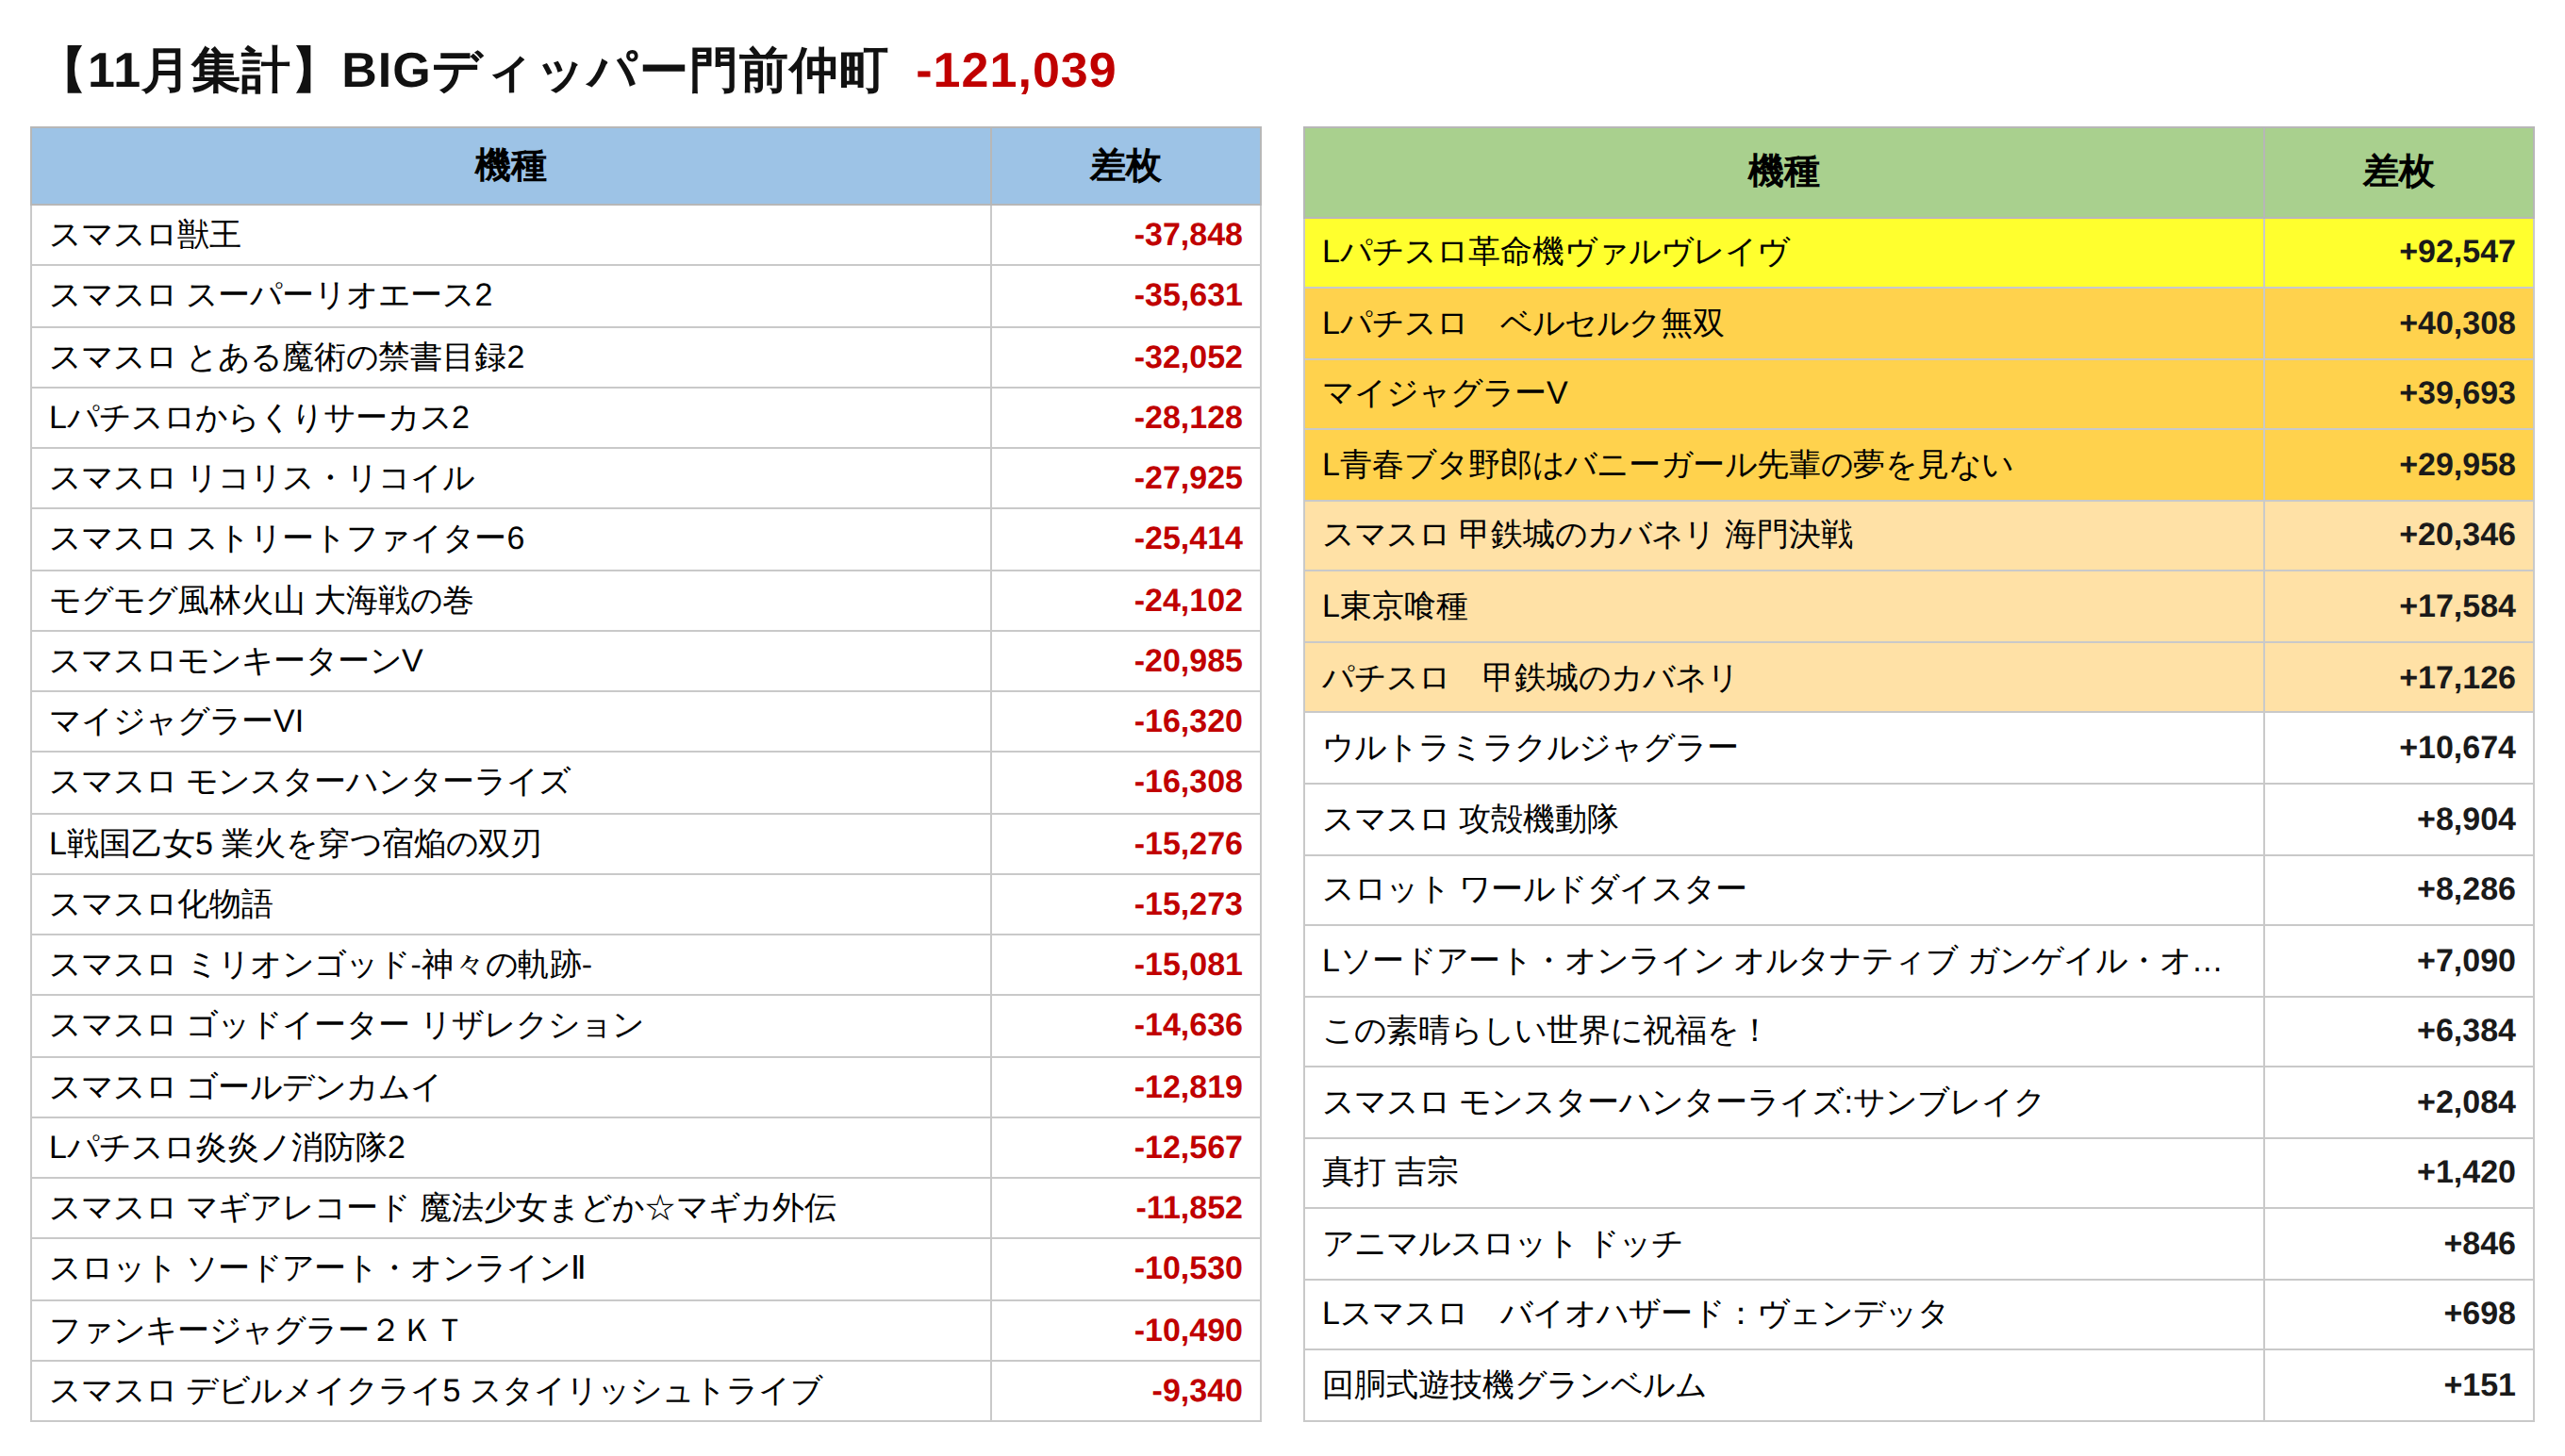 【11月集計】BIGディッパー門前仲町 -121,039
機種 差枚
スマスロ獣王 -37,848
スマスロ スーパーリオエース2 -35,631
スマスロ とある魔術の禁書目録2 -32,052
Lパチスロからくりサーカス2 -28,128
スマスロ リコリス・リコイル -27,925
スマスロ ストリートファイター6 -25,414
モグモグ風林火山 大海戦の巻 -24,102
スマスロモンキーターンV -20,985
マイジャグラーVI -16,320
スマスロ モンスターハンターライズ -16,308
L戦国乙女5 業火を穿つ宿焔の双刃 -15,276
スマスロ化物語 -15,273
スマスロ ミリオンゴッド-神々の軌跡- -15,081
スマスロ ゴッドイーター リザレクション -14,636
スマスロ ゴールデンカムイ -12,819
Lパチスロ炎炎ノ消防隊2 -12,567
スマスロ マギアレコード 魔法少女まどか☆マギカ外伝 -11,852
スロット ソードアート・オンラインⅡ -10,530
ファンキージャグラー２ＫＴ -10,490
スマスロ デビルメイクライ5 スタイリッシュトライブ -9,340
機種 差枚
Lパチスロ革命機ヴァルヴレイヴ +92,547
Lパチスロ　ベルセルク無双 +40,308
マイジャグラーV +39,693
L青春ブタ野郎はバニーガール先輩の夢を見ない +29,958
スマスロ 甲鉄城のカバネリ 海門決戦 +20,346
L東京喰種 +17,584
パチスロ　甲鉄城のカバネリ +17,126
ウルトラミラクルジャグラー +10,674
スマスロ 攻殻機動隊 +8,904
スロット ワールドダイスター +8,286
Lソードアート・オンライン オルタナティブ ガンゲイル・オ… +7,090
この素晴らしい世界に祝福を！ +6,384
スマスロ モンスターハンターライズ:サンブレイク +2,084
真打 吉宗 +1,420
アニマルスロット ドッチ +846
Lスマスロ　バイオハザード：ヴェンデッタ +698
回胴式遊技機グランベルム +151